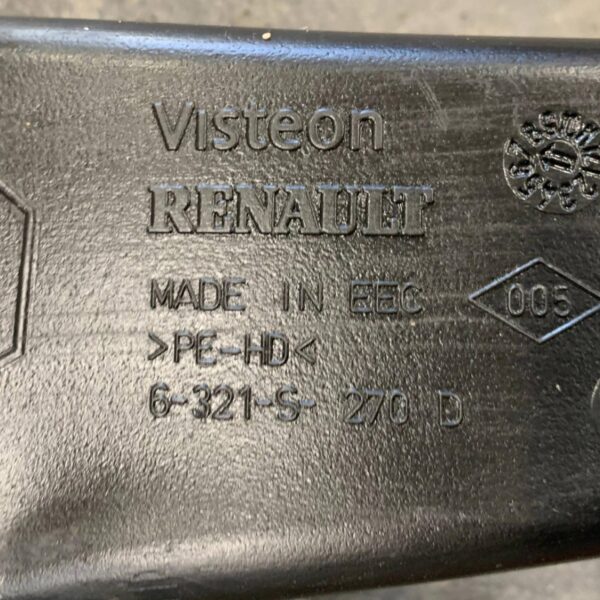 Visteon
RENAULT
MADE IN EEC
005
>PE-HD<
6-321-S- 270 D